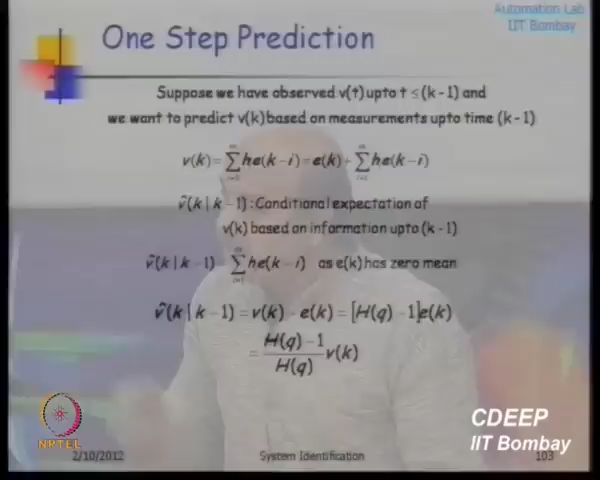 Automation Lab
IIT Bombay
One Step Prediction
Suppose we have observed v(t) upto t ≤ (k - 1) and
we want to predict v(k) based on measurements upto time (k - 1)
v(k) = ∑ he(k - i) = e(k) + ∑ he(k - i)
v̂(k | k - 1) : Conditional expectation of
v(k) based on information upto (k - 1)
v̂(k | k - 1) = ∑ he(k - i) as e(k) has zero mean
v̂(k | k - 1) = v(k) - e(k) = [H(q) - 1]e(k)
= H(q) - 1 / H(q) v(k)
CDEEP
IIT Bombay
NPTEL
2/10/2012 System Identification 103